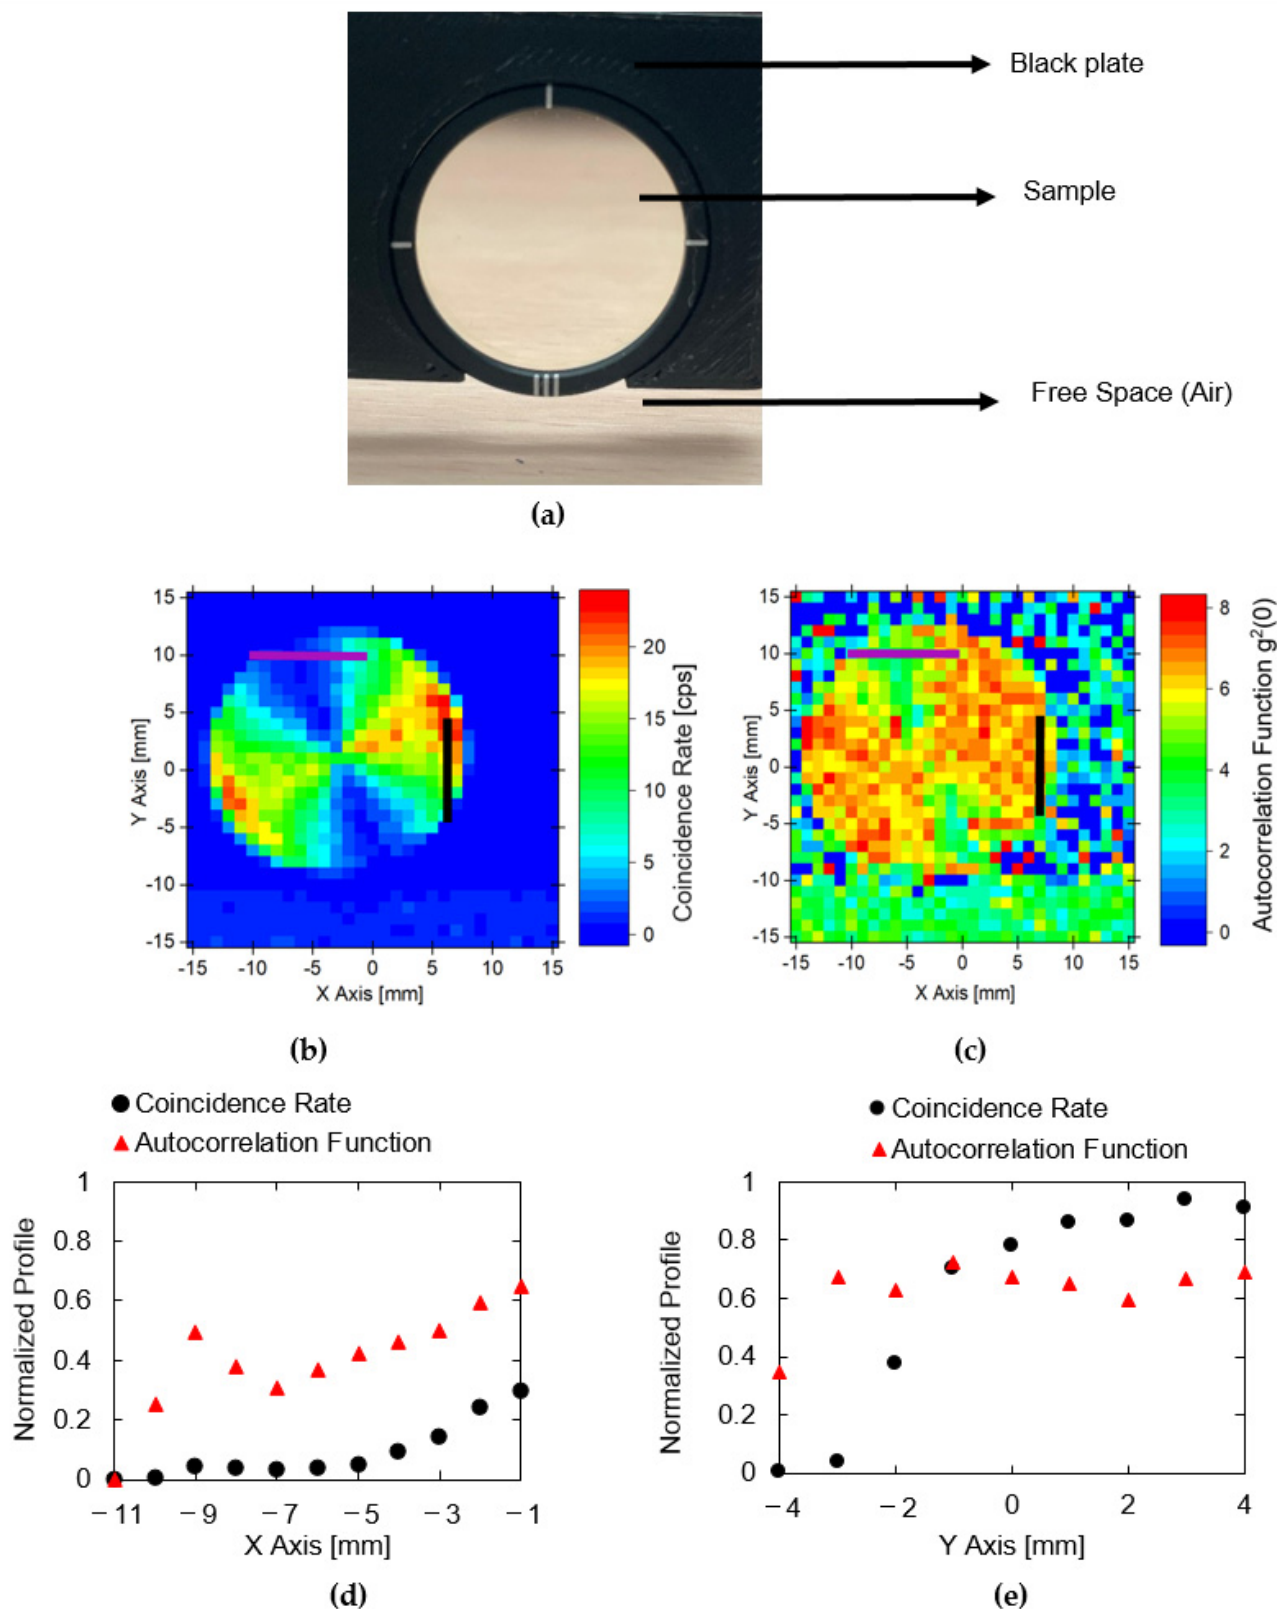 Black plate
Sample
Free Space (Air)
(a)
15
10
5
0
-5
-10
-15
Y Axis [mm]
-15 -10 -5 0 5 10 15
X Axis [mm]
20
15
10
5
0
Coincidence Rate [cps]
(b)
15
10
5
0
-5
-10
-15
Y Axis [mm]
-15 -10 -5 0 5 10 15
X Axis [mm]
8
6
4
2
0
Autocorrelation Function g²(0)
(c)
Coincidence Rate
Autocorrelation Function
1
0.8
0.6
0.4
0.2
0
Normalized Profile
−11 −9 −7 −5 −3 −1
X Axis [mm]
(d)
Coincidence Rate
Autocorrelation Function
1
0.8
0.6
0.4
0.2
0
Normalized Profile
−4 −2 0 2 4
Y Axis [mm]
(e)